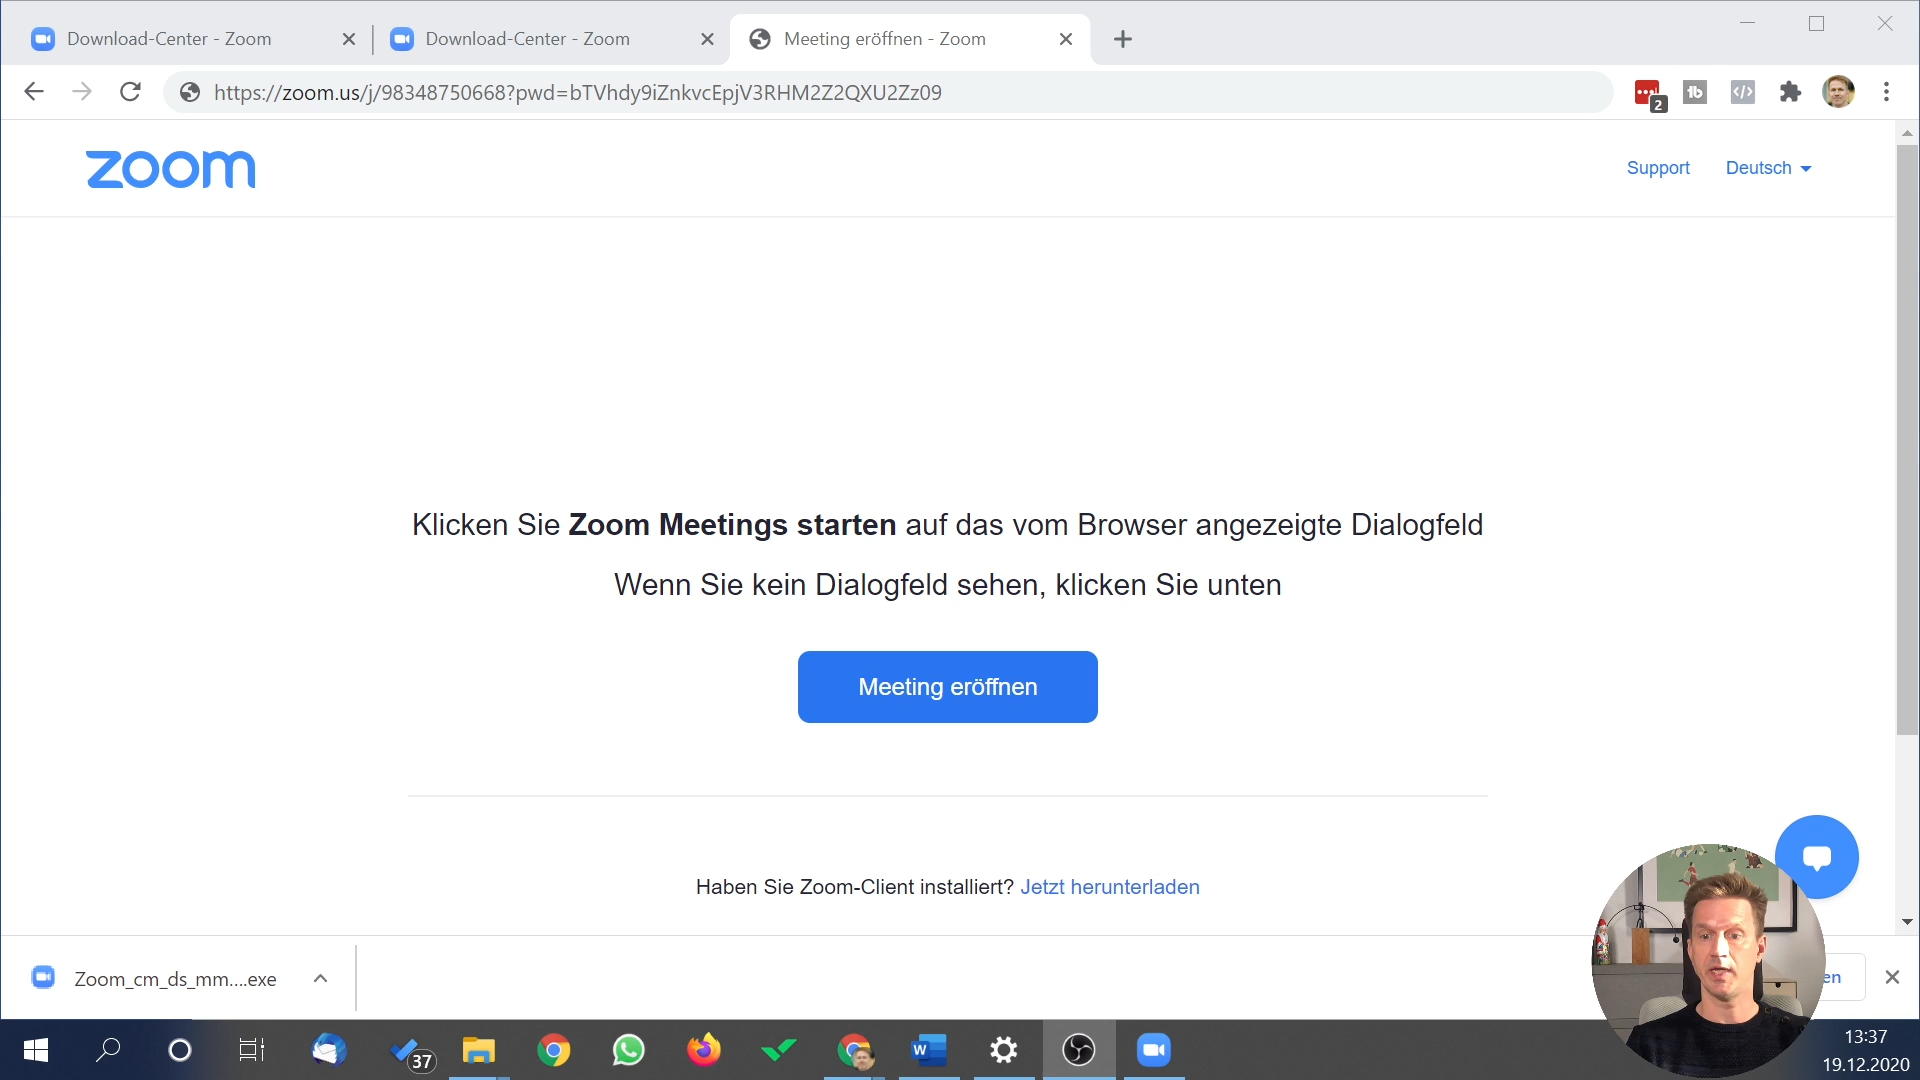 Download-Center - Zoom
Download-Center - Zoom
Meeting eröffnen - Zoom
https://zoom.us/j/98348750668?pwd=bTVhdy9iZnkvcEpjV3RHM2Z2QXU2Zz09
2
tb
</>
zoom
Support
Deutsch
Klicken Sie Zoom Meetings starten auf das vom Browser angezeigte Dialogfeld
Wenn Sie kein Dialogfeld sehen, klicken Sie unten
Meeting eröffnen
Haben Sie Zoom-Client installiert? Jetzt herunterladen
Zoom_cm_ds_mm....exe
en
37
W
13:37
19.12.2020